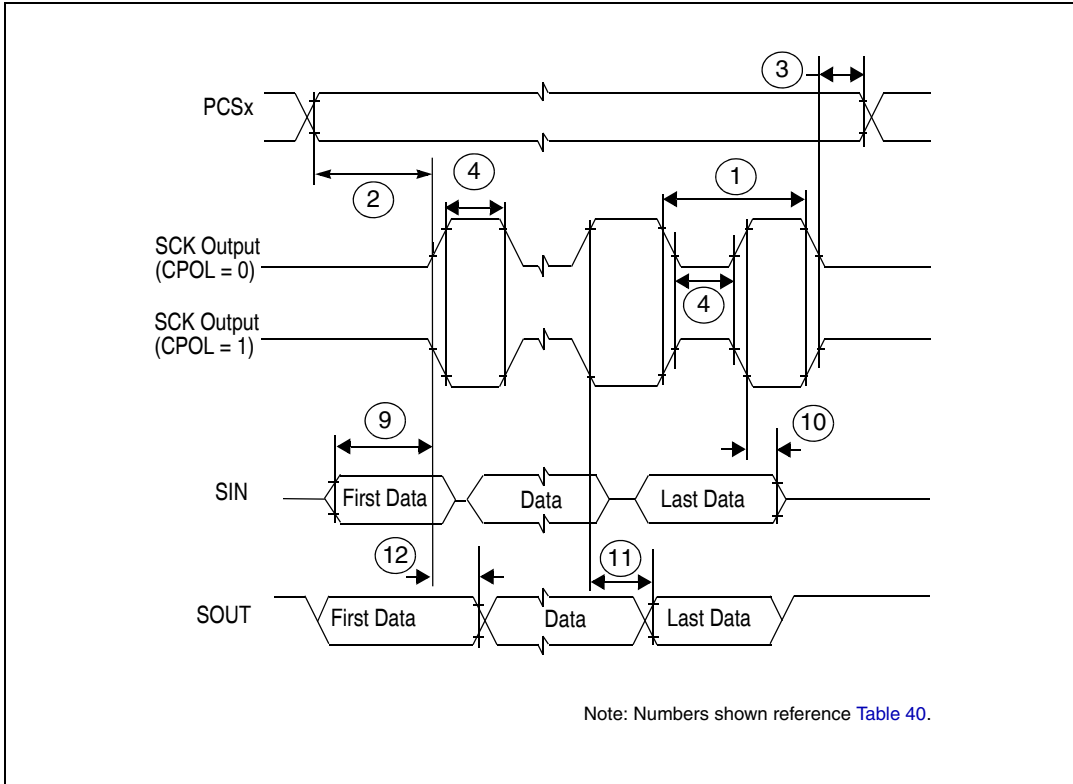 3
PCSx
2
4
1
SCK Output
(CPOL = 0)
4
SCK Output
(CPOL = 1)
9
10
SIN
First Data
Data
Last Data
12
11
SOUT
First Data
Data
Last Data
Note: Numbers shown reference Table 40.